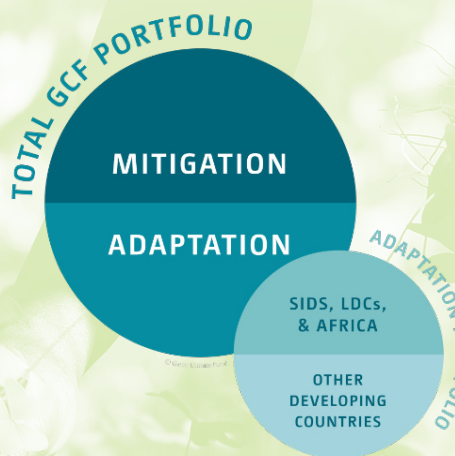 TOTAL GCF PORTFOLIO
MITIGATION
ADAPTATION
ADAPTATION
SIDS, LDCs,
& AFRICA
OTHER
DEVELOPING
COUNTRIES